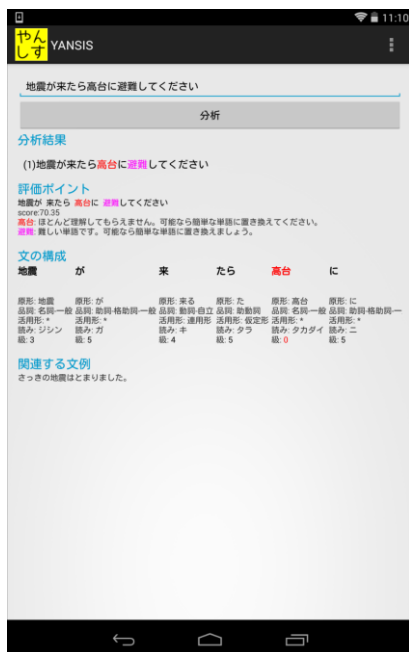 11:10
やん
しす
YANSIS
地震が来たら高台に避難してください
分析
分析結果
(1)地震が来たら高台に避難してください
評価ポイント
地震が 来たら 高台に 避難してください
score:70.35
高台: ほとんど理解してもらえません。可能なら簡単な単語に置き換えてください。
避難: 難しい単語です。可能なら簡単な単語に置き換えましょう。
文の構成
地震 が 来 たら 高台 に
原形: 地震 原形: が 原形: 来る 原形: た 原形: 高台 原形: に
品詞: 名詞-一般 品詞: 助詞-格助詞-一般 品詞: 動詞-自立 品詞: 助動詞 品詞: 名詞-一般 品詞: 助詞-格助詞-一
活用形: * 活用形: * 活用形: 連用形 活用形: 仮定形 活用形: * 活用形: *
読み: ジシン 読み: ガ 読み: キ 読み: タラ 読み: タカダイ 読み: ニ
級: 3 級: 5 級: 4 級: 5 級: 0 級: 5
関連する文例
さっきの地震はとまりました。